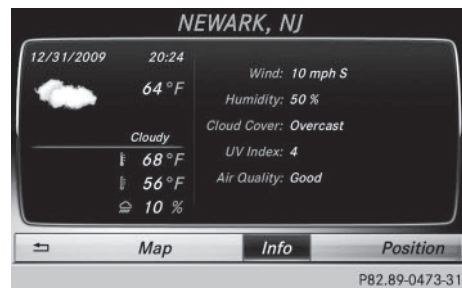 NEWARK, NJ
12/31/2009 20:24
64°F
Cloudy
68°F
56°F
10 %
Wind: 10 mph S
Humidity: 50 %
Cloud Cover: Overcast
UV Index: 4
Air Quality: Good
Map Info Position
P82.89-0473-31